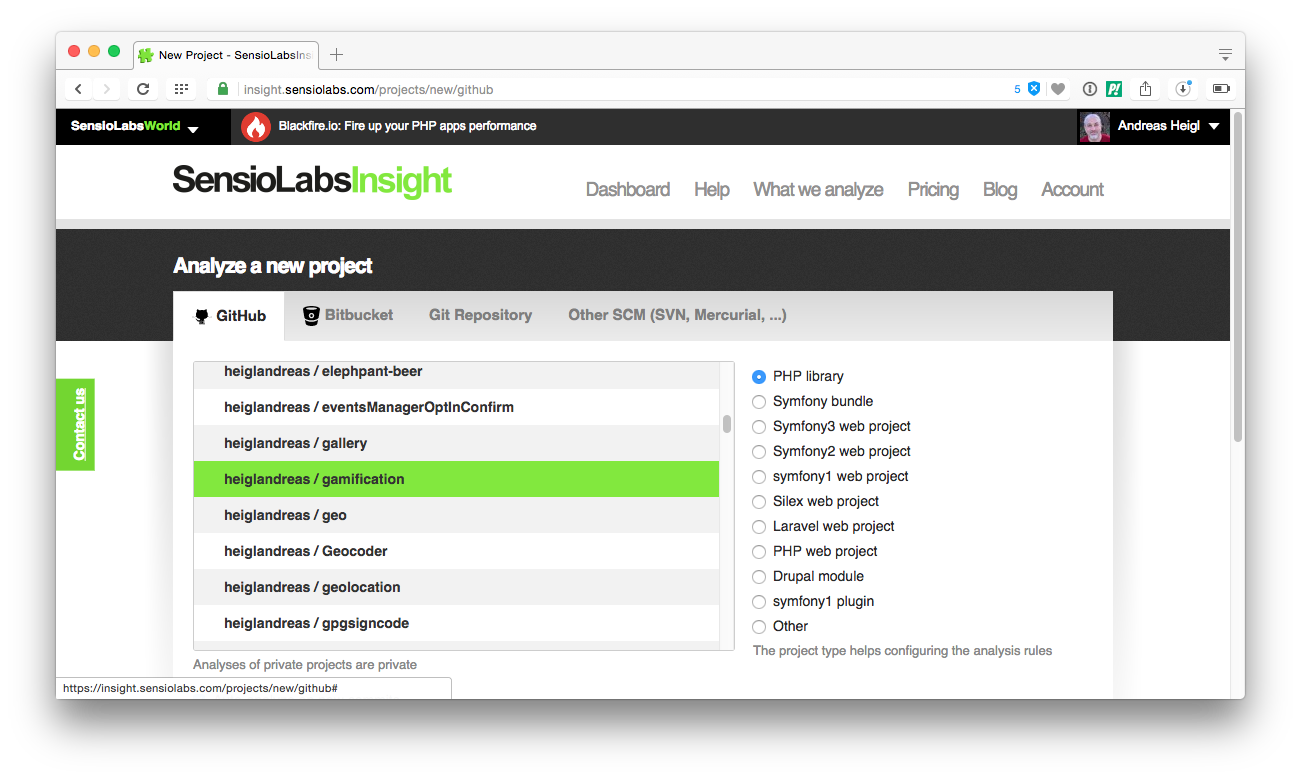 New Project - SensioLabsIns
insight.sensiolabs.com/projects/new/github
5
SensioLabsWorld
Blackfire.io: Fire up your PHP apps performance
Andreas Heigl
SensioLabsInsight
Dashboard Help What we analyze Pricing Blog Account
Analyze a new project
GitHub Bitbucket Git Repository Other SCM (SVN, Mercurial, ...)
heiglandreas / elephpant-beer
heiglandreas / eventsManagerOptInConfirm
heiglandreas / gallery
heiglandreas / gamification
heiglandreas / geo
heiglandreas / Geocoder
heiglandreas / geolocation
heiglandreas / gpgsigncode
Analyses of private projects are private
PHP library
Symfony bundle
Symfony3 web project
Symfony2 web project
symfony1 web project
Silex web project
Laravel web project
PHP web project
Drupal module
symfony1 plugin
Other
The project type helps configuring the analysis rules
Contact us
https://insight.sensiolabs.com/projects/new/github#